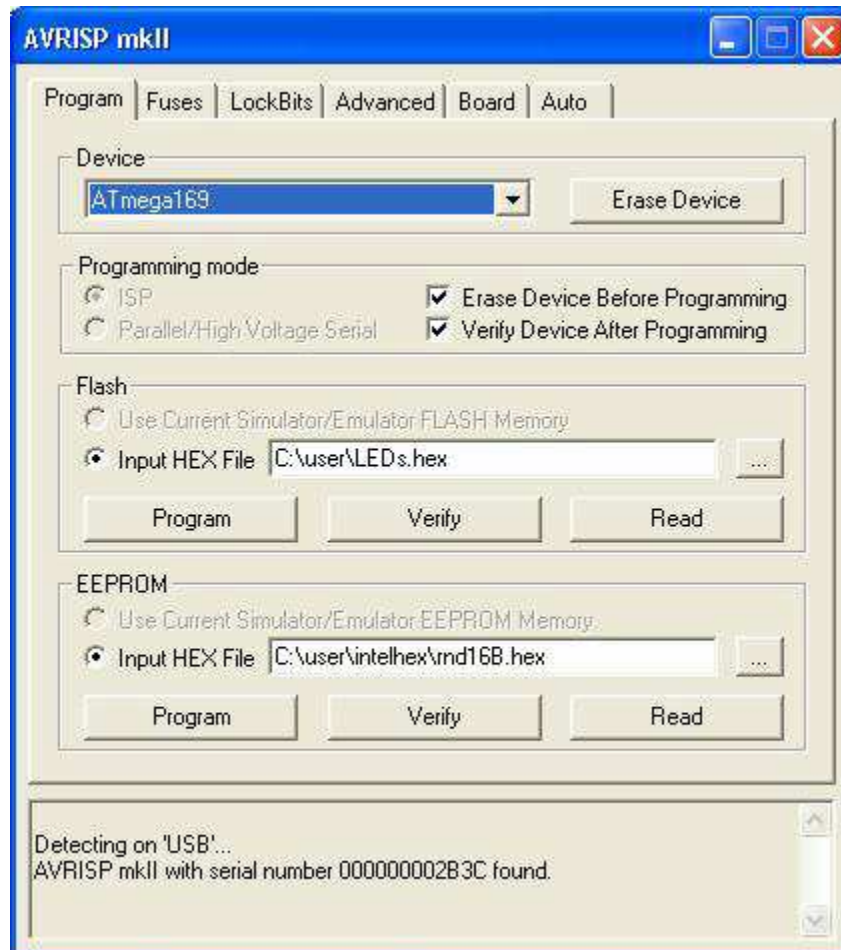 AVRISP mkII
Program Fuses LockBits Advanced Board Auto
Device
ATmega169 Erase Device
Programming mode
ISP Erase Device Before Programming
Parallel/High Voltage Serial Verify Device After Programming
Flash
Use Current Simulator/Emulator FLASH Memory
Input HEX File C:\user\LEDs.hex ...
Program Verify Read
EEPROM
Use Current Simulator/Emulator EEPROM Memory
Input HEX File C:\user\intelhex\rnd16B.hex ...
Program Verify Read
Detecting on 'USB'...
AVRISP mkII with serial number 000000002B3C found.